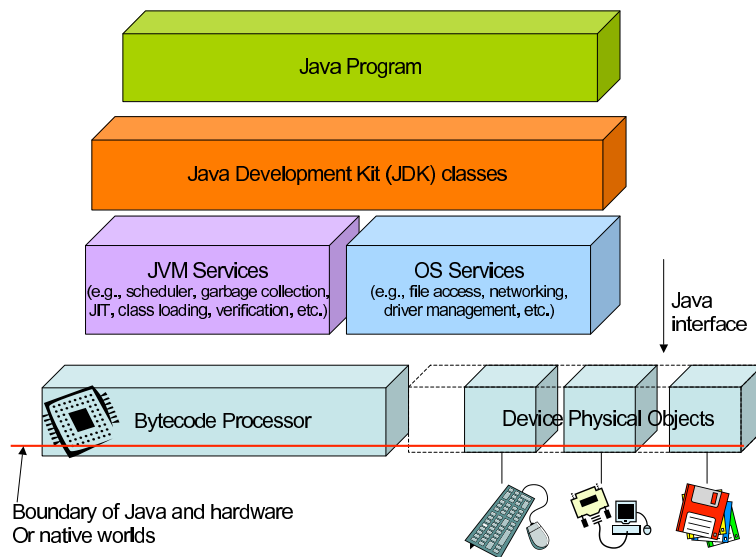 Java Program
Java Development Kit (JDK) classes
JVM Services
(e.g., scheduler, garbage collection,
JIT, class loading, verification, etc.)
OS Services
(e.g., file access, networking,
driver management, etc.)
Java
interface
Bytecode Processor
Device Physical Objects
Boundary of Java and hardware
Or native worlds